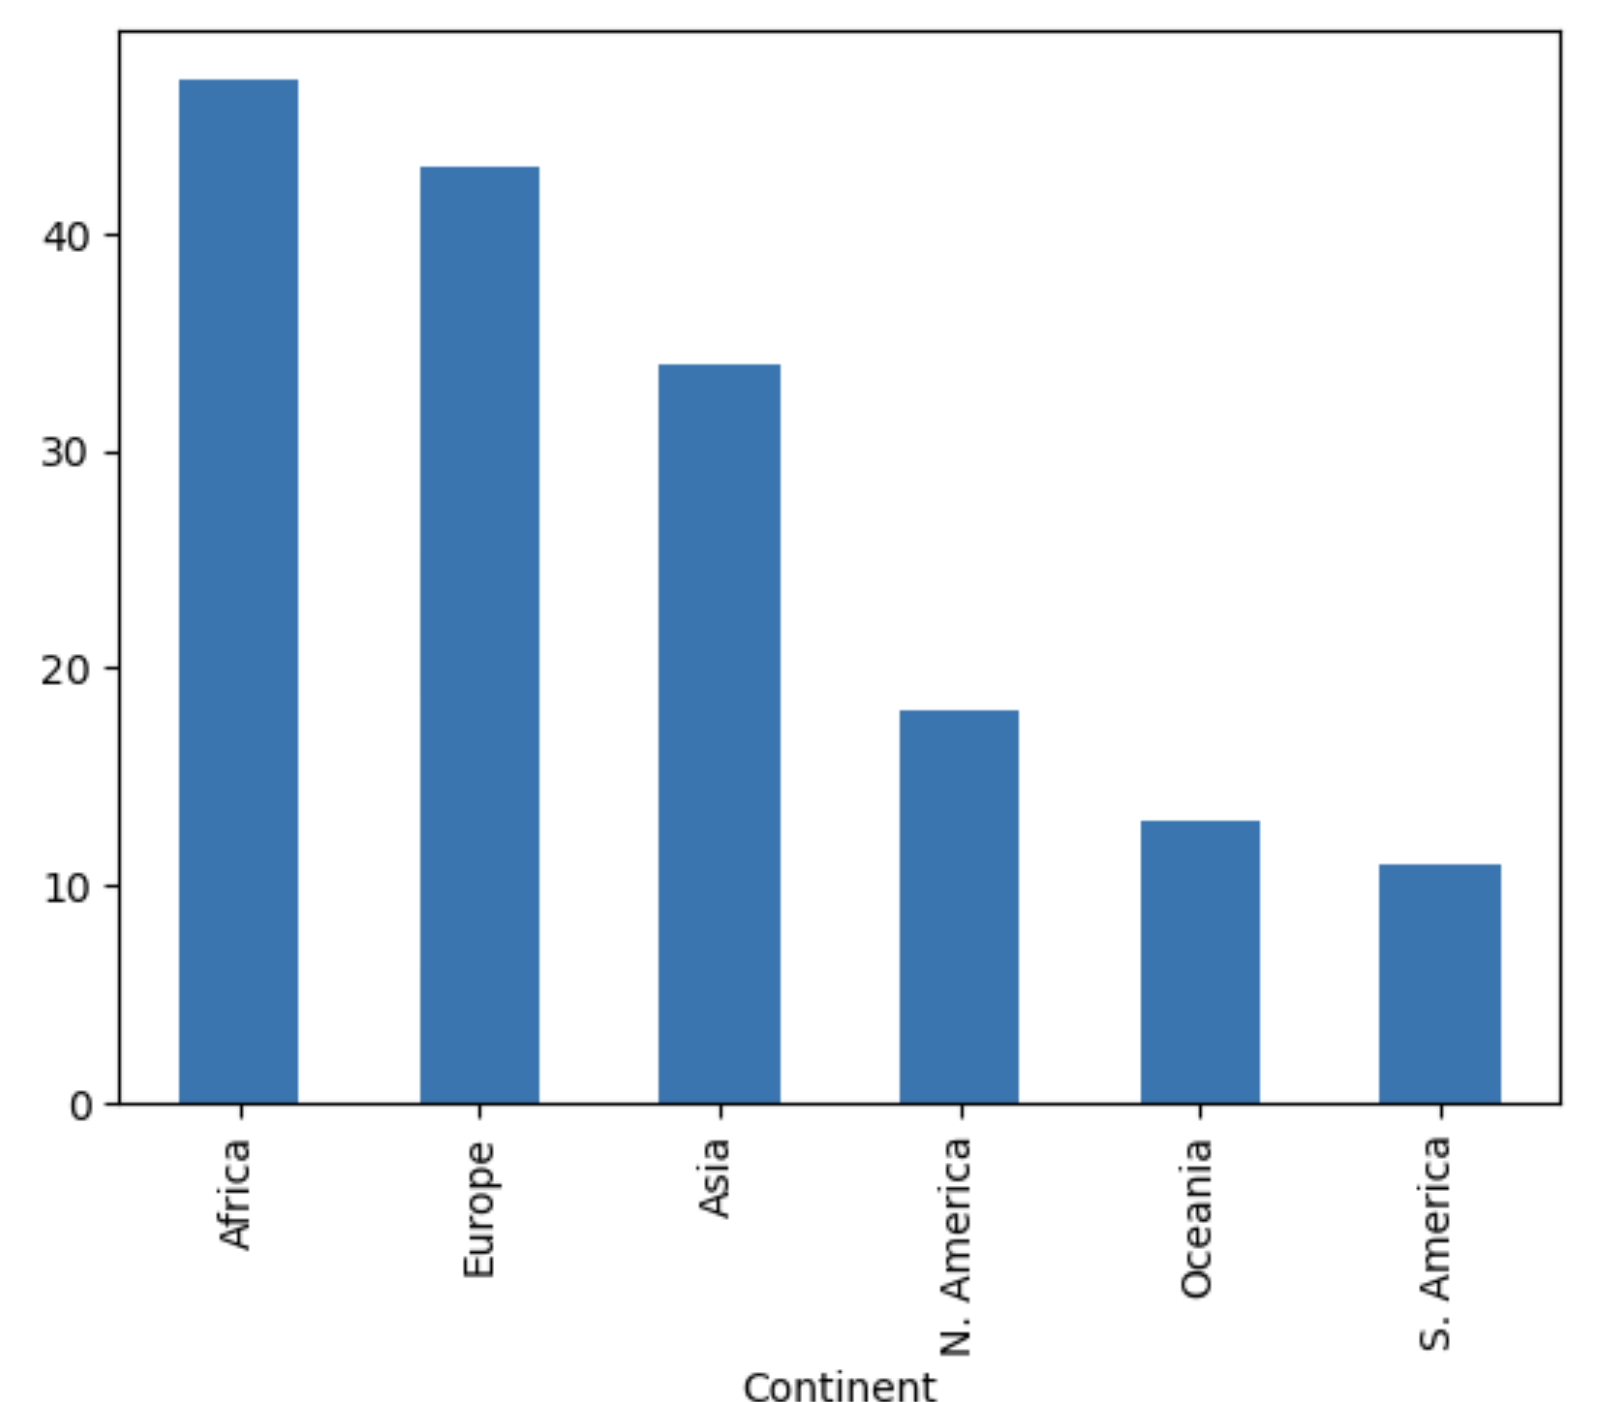 40
30
20
10
0
Africa
Europe
Asia
N. America
Oceania
S. America
Continent